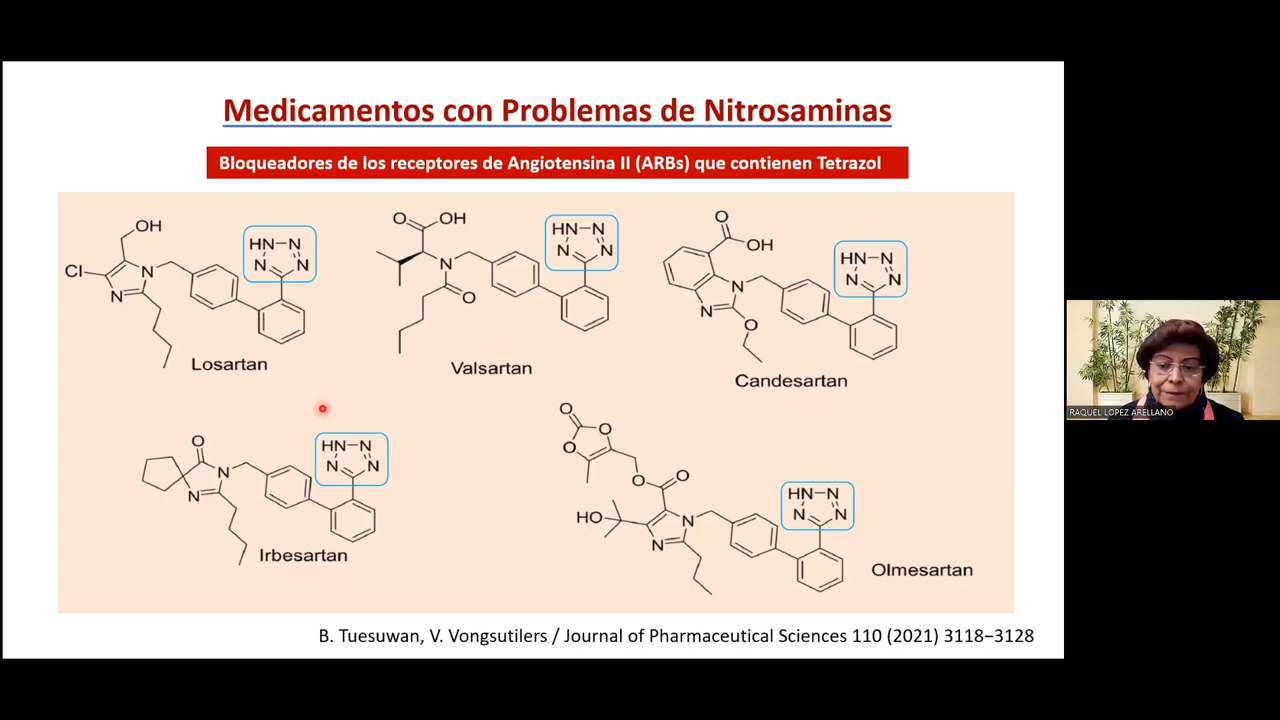 Medicamentos con Problemas de Nitrosaminas
Bloqueadores de los receptores de Angiotensina II (ARBs) que contienen Tetrazol
OH
Cl
N
N
HN
N
N
N
Losartan
O
OH
N
O
HN
N
N
N
Valsartan
O
OH
N
N
O
HN
N
N
N
Candesartan
O
N
N
HN
N
N
N
Irbesartan
O
O
O
O
O
HO
N
N
HN
N
N
N
Olmesartan
B. Tuesuwan, V. Vongsutilers / Journal of Pharmaceutical Sciences 110 (2021) 3118−3128
RAQUEL LOPEZ ARELLANO